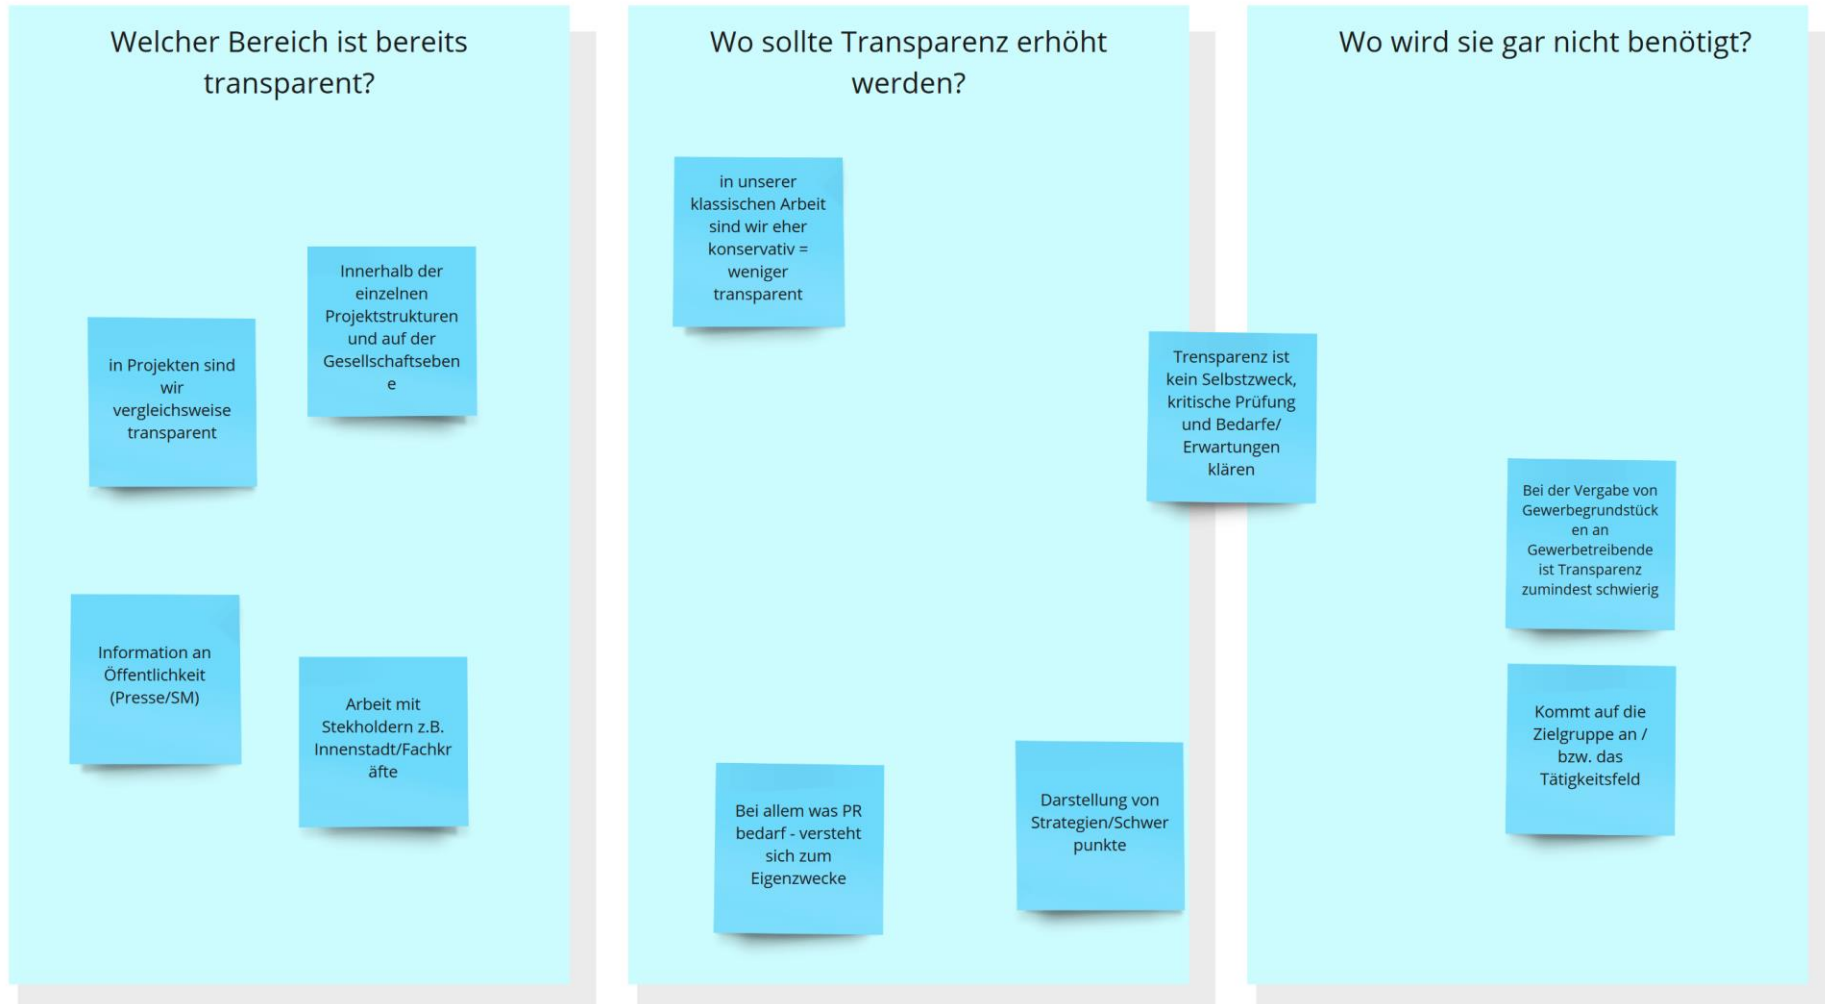 Welcher Bereich ist bereits
transparent?
in Projekten sind
wir
vergleichsweise
transparent
Innerhalb der
einzelnen
Projektstrukturen
und auf der
Gesellschaftseben
e
Information an
Öffentlichkeit
(Presse/SM)
Arbeit mit
Stekholdern z.B.
Innenstadt/Fachkr
äfte
Wo sollte Transparenz erhöht
werden?
in unserer
klassischen Arbeit
sind wir eher
konservativ =
weniger
transparent
Trensparenz ist
kein Selbstzweck,
kritische Prüfung
und Bedarfe/
Erwartungen
klären
Bei allem was PR
bedarf - versteht
sich zum
Eigenzwecke
Darstellung von
Strategien/Schwer
punkte
Wo wird sie gar nicht benötigt?
Bei der Vergabe von
Gewerbegrundstück
en an
Gewerbetreibende
ist Transparenz
zumindest schwierig
Kommt auf die
Zielgruppe an /
bzw. das
Tätigkeitsfeld